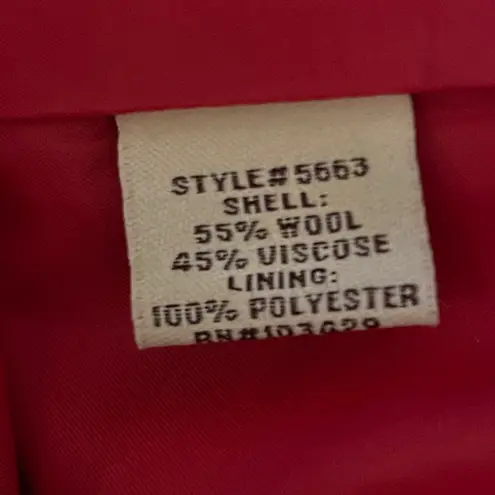 STYLE#5663
SHELL:
55% WOOL
45% VISCOSE
LINING:
100% POLYESTER